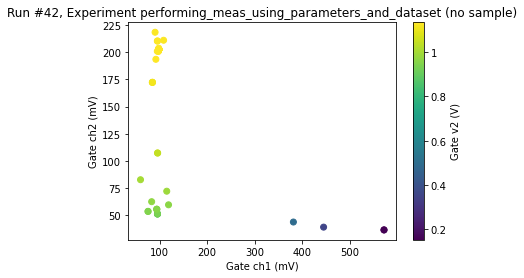 Run #42, Experiment performing_meas_using_parameters_and_dataset (no sample)
225
200
175
150
125
100
75
50
Gate ch2 (mV)
100 200 300 400 500
Gate ch1 (mV)
1
0.8
0.6
0.4
0.2
Gate v2 (V)